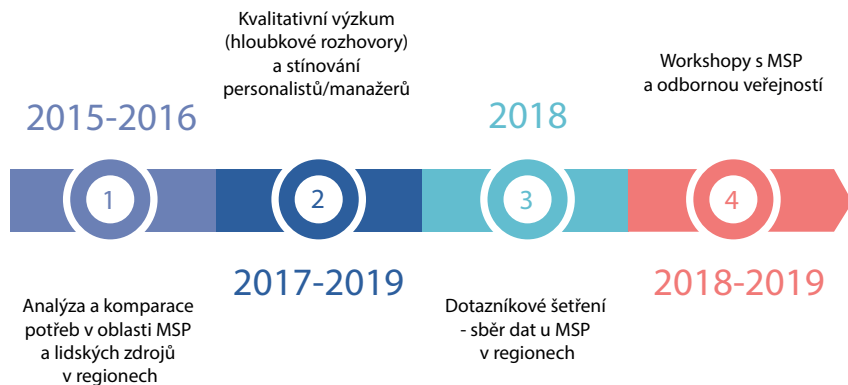 2015-2016
1
Analýza a komparace
potřeb v oblasti MSP
a lidských zdrojů
v regionech
Kvalitativní výzkum
(hloubkové rozhovory)
a stínování
personalistů/manažerů
2
2017-2019
2018
3
Dotazníkové šetření
- sběr dat u MSP
v regionech
Workshopy s MSP
a odbornou veřejností
4
2018-2019